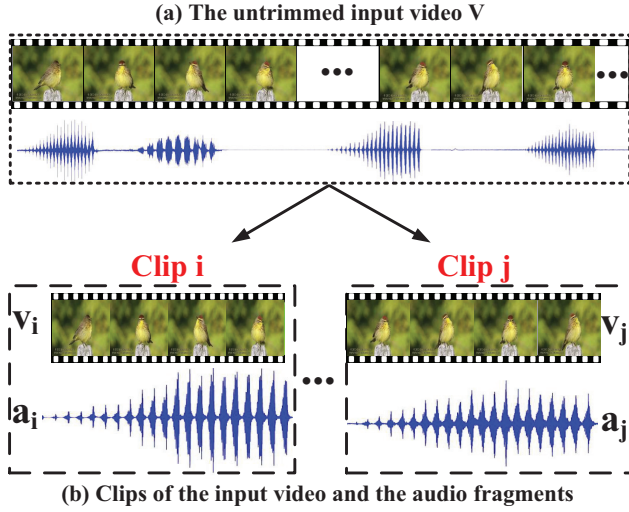 (a) The untrimmed input video V
Clip i
Clip j
v_i
v_j
a_i
a_j
(b) Clips of the input video and the audio fragments